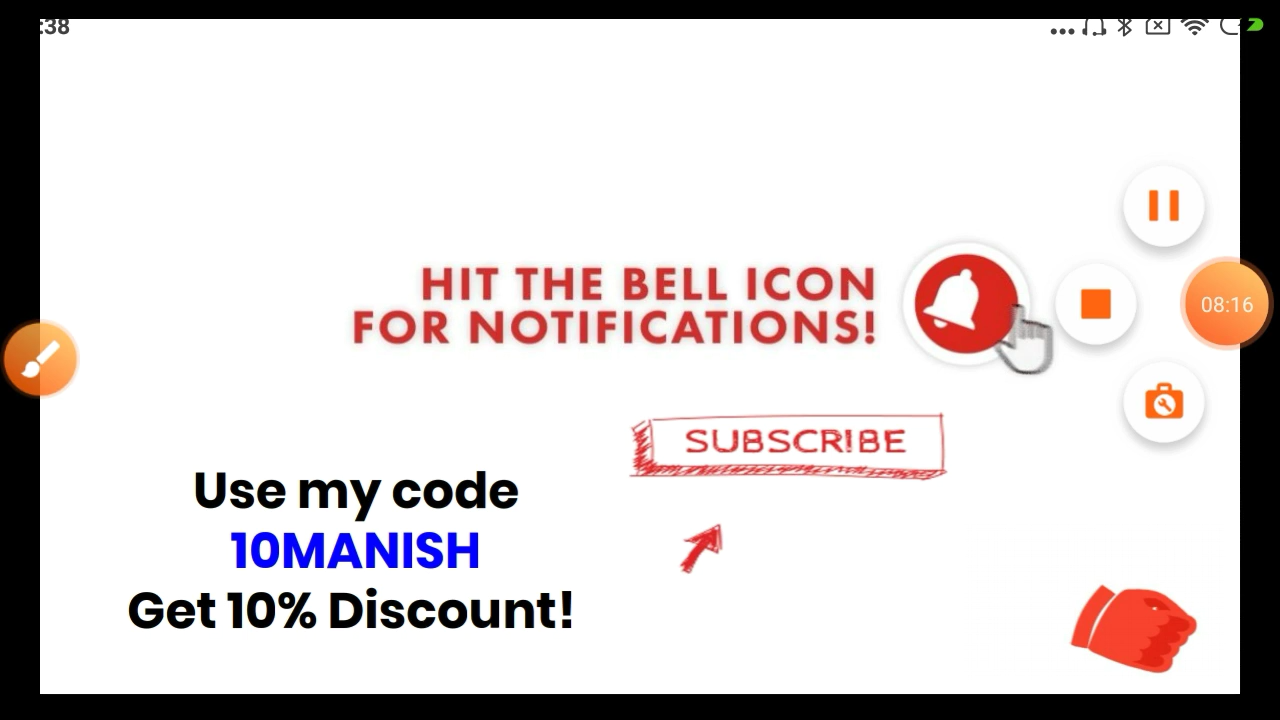 :38
HIT THE BELL ICON
FOR NOTIFICATIONS!
08:16
SUBSCRIBE
Use my code
10MANISH
Get 10% Discount!